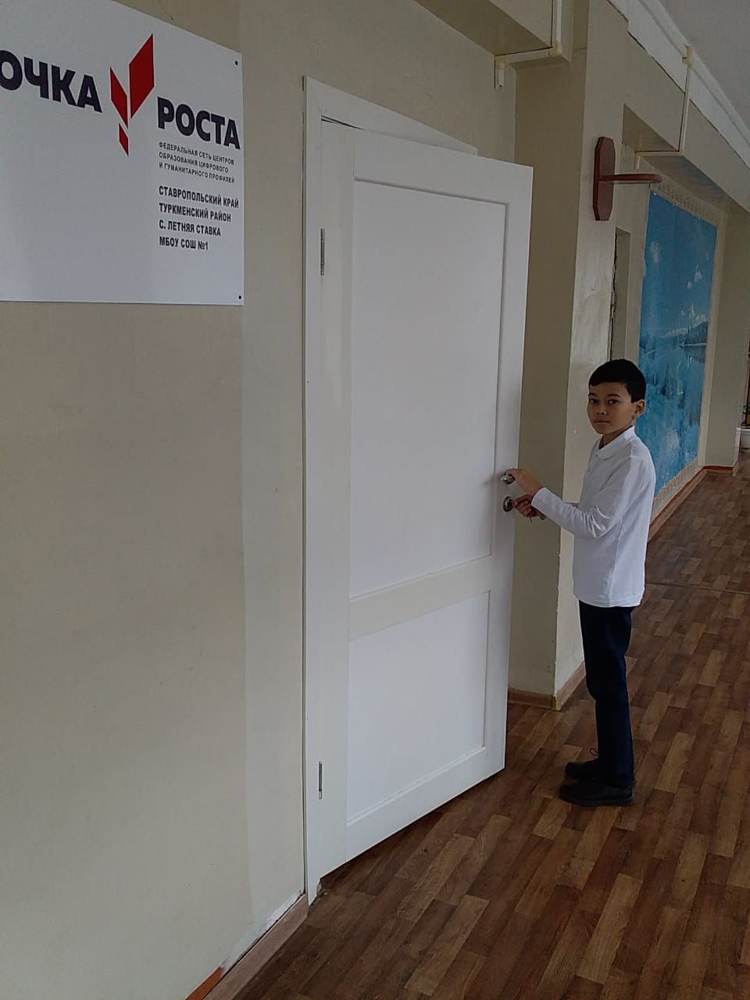 ОЧКА
РОСТА
ФЕДЕРАЛЬНАЯ СЕТЬ ЦЕНТРОВ
ОБРАЗОВАНИЯ ЦИФРОВОГО
И ГУМАНИТАРНОГО ПРОФИЛЕЙ
СТАВРОПОЛЬСКИЙ КРАЙ
ТУРКМЕНСКИЙ РАЙОН
С. ЛЕТНЯЯ СТАВКА
МБОУ СОШ №1